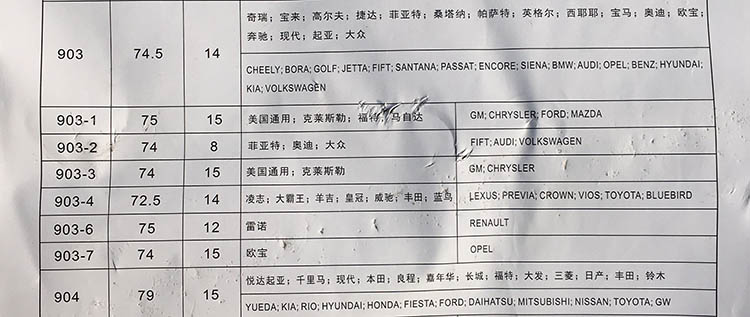 奇瑞；宝来；高尔夫；捷达；菲亚特；桑塔纳；帕萨特；英格尔；西耶耶；宝马；奥迪；欧宝；
奔驰；现代；起亚；大众
903 74.5 14
CHEELY; BORA; GOLF; JETTA; FIFT; SANTANA; PASSAT; ENCORE; SIENA; BMW; AUDI; OPEL; BENZ; HYUNDAI;
KIA; VOLKSWAGEN
903-1 75 15 美国通用；克莱斯勒；福特；马自达 GM; CHRYSLER; FORD; MAZDA
903-2 74 8 菲亚特；奥迪；大众 FIFT; AUDI; VOLKSWAGEN
903-3 74 15 美国通用；克莱斯勒 GM; CHRYSLER
903-4 72.5 14 凌志；大霸王；羊吉；皇冠；威驰；丰田；蓝鸟 LEXUS; PREVIA; CROWN; VIOS; TOYOTA; BLUEBIRD
903-6 75 12 雷诺 RENAULT
903-7 74 15 欧宝 OPEL
悦达起亚；千里马；现代；本田；良程；嘉年华；长城；福特；大发；三菱；日产；丰田；铃木
904 79 15
YUEDA; KIA; RIO; HYUNDAI; HONDA; FIESTA; FORD; DAIHATSU; MITSUBISHI; NISSAN; TOYOTA; GW